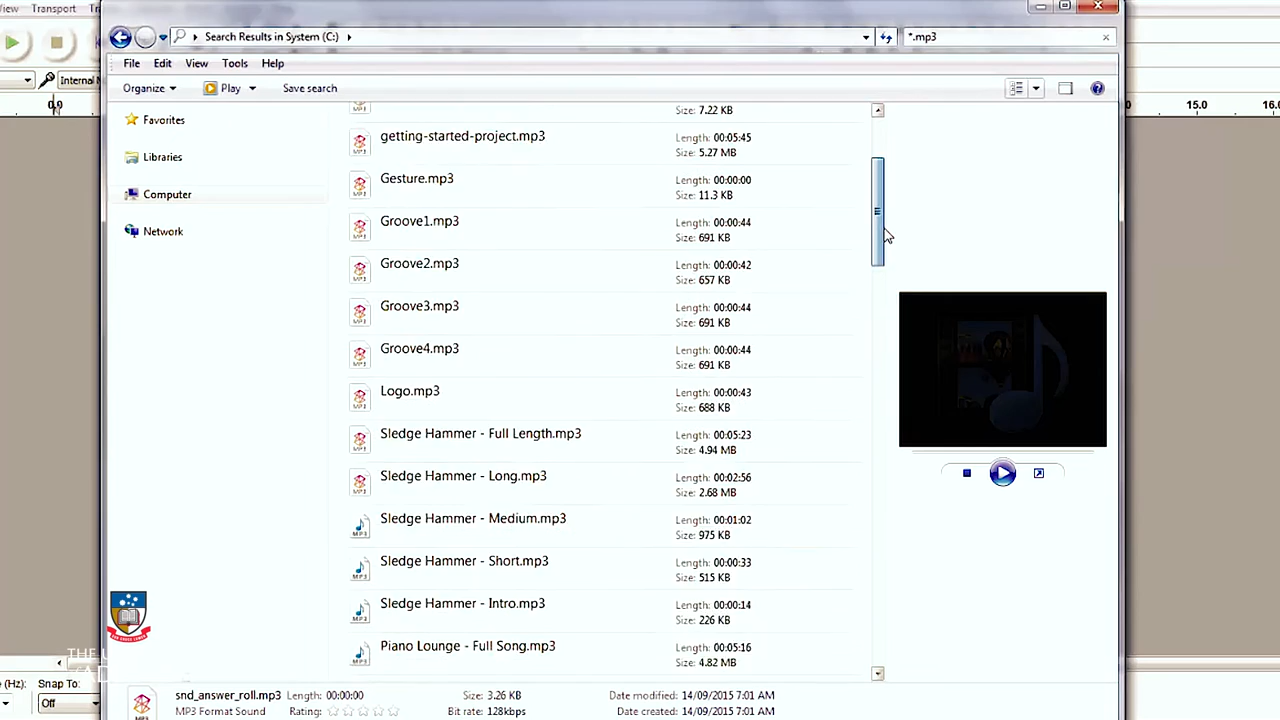 View Transport
Search Results in System (C:)
*.mp3
File Edit View Tools Help
Internal
Organize Play Save search
0.9
15.0
Size: 7.22 KB
Favorites
Libraries
Computer
Network
getting-started-project.mp3 Length: 00:05:45
Size: 5.27 MB
Gesture.mp3 Length: 00:00:00
Size: 11.3 KB
Groove1.mp3 Length: 00:00:44
Size: 691 KB
Groove2.mp3 Length: 00:00:42
Size: 657 KB
Groove3.mp3 Length: 00:00:44
Size: 691 KB
Groove4.mp3 Length: 00:00:44
Size: 691 KB
Logo.mp3 Length: 00:00:43
Size: 688 KB
Sledge Hammer - Full Length.mp3 Length: 00:05:23
Size: 4.94 MB
Sledge Hammer - Long.mp3 Length: 00:02:56
Size: 2.68 MB
Sledge Hammer - Medium.mp3 Length: 00:01:02
Size: 975 KB
Sledge Hammer - Short.mp3 Length: 00:00:33
Size: 515 KB
Sledge Hammer - Intro.mp3 Length: 00:00:14
Size: 226 KB
Piano Lounge - Full Song.mp3 Length: 00:05:16
Size: 4.82 MB
THE
(Hz): Snap To:
Off
snd_answer_roll.mp3 Length: 00:00:00 Size: 3.26 KB Date modified: 14/09/2015 7:01 AM
MP3 Format Sound Rating: Bit rate: 128kbps Date created: 14/09/2015 7:01 AM